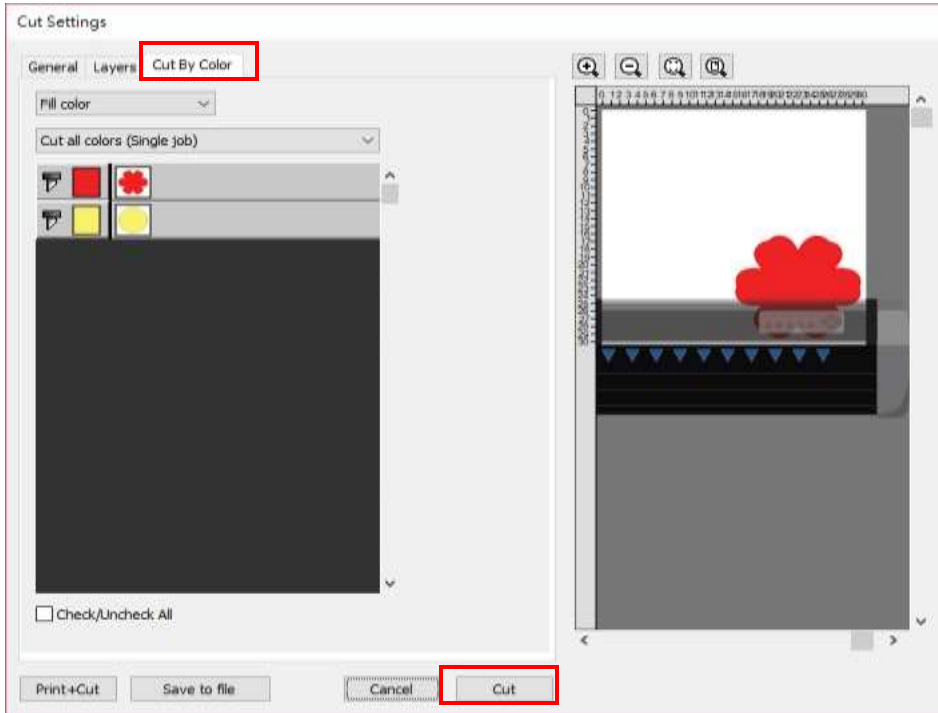 Cut Settings
General Layers Cut By Color
Fill color
Cut all colors (Single job)
Check/Uncheck All
Print+Cut Save to file Cancel Cut